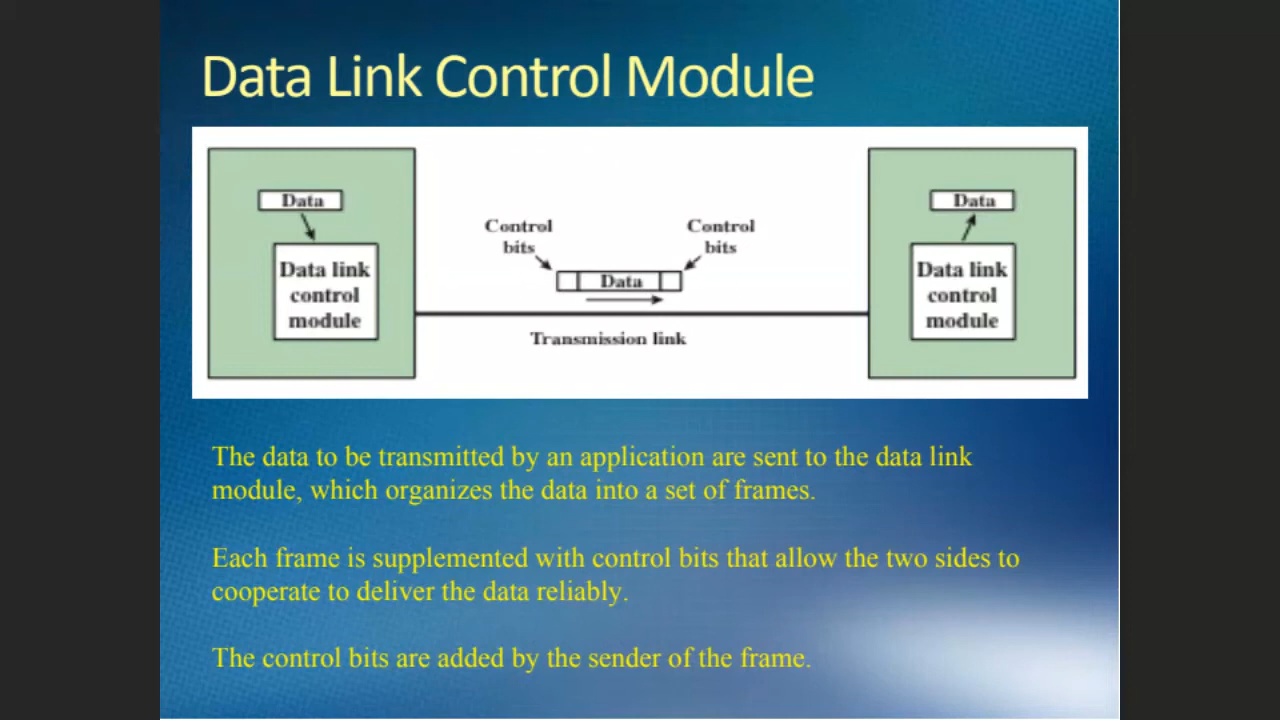 Data Link Control Module
Data
Data link
control
module
Control
bits
Control
bits
Data
Transmission link
Data
Data link
control
module
The data to be transmitted by an application are sent to the data link
module, which organizes the data into a set of frames.
Each frame is supplemented with control bits that allow the two sides to
cooperate to deliver the data reliably.
The control bits are added by the sender of the frame.